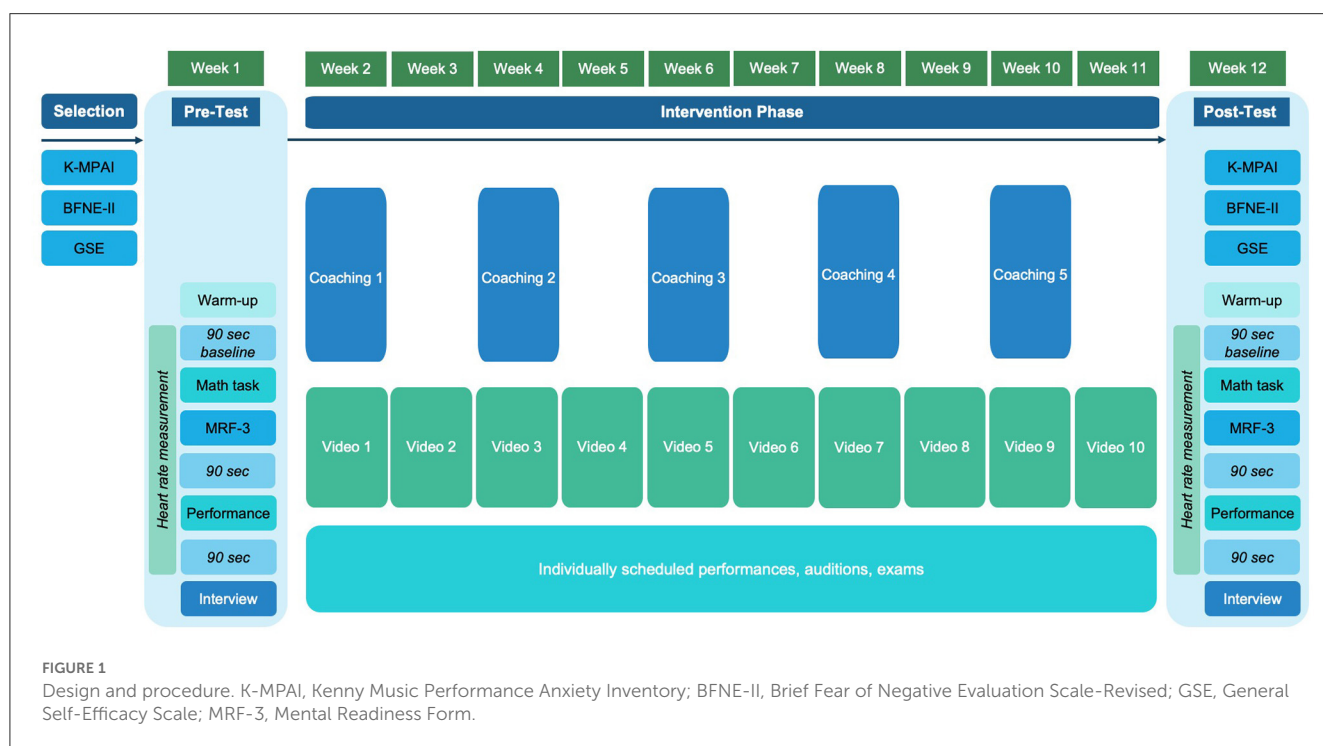 Week 1
Week 2
Week 3
Week 4
Week 5
Week 6
Week 7
Week 8
Week 9
Week 10
Week 11
Week 12
Selection
Pre-Test
Intervention Phase
Post-Test
K-MPAI
BFNE-II
GSE
Warm-up
90 sec
baseline
Math task
MRF-3
90 sec
Performance
90 sec
Interview
Heart rate measurement
Coaching 1
Coaching 2
Coaching 3
Coaching 4
Coaching 5
Video 1
Video 2
Video 3
Video 4
Video 5
Video 6
Video 7
Video 8
Video 9
Video 10
Individually scheduled performances, auditions, exams
K-MPAI
BFNE-II
GSE
Warm-up
90 sec
baseline
Math task
MRF-3
90 sec
Performance
90 sec
Interview
Heart rate measurement
FIGURE 1
Design and procedure. K-MPAI, Kenny Music Performance Anxiety Inventory; BFNE-II, Brief Fear of Negative Evaluation Scale-Revised; GSE, General
Self-Efficacy Scale; MRF-3, Mental Readiness Form.